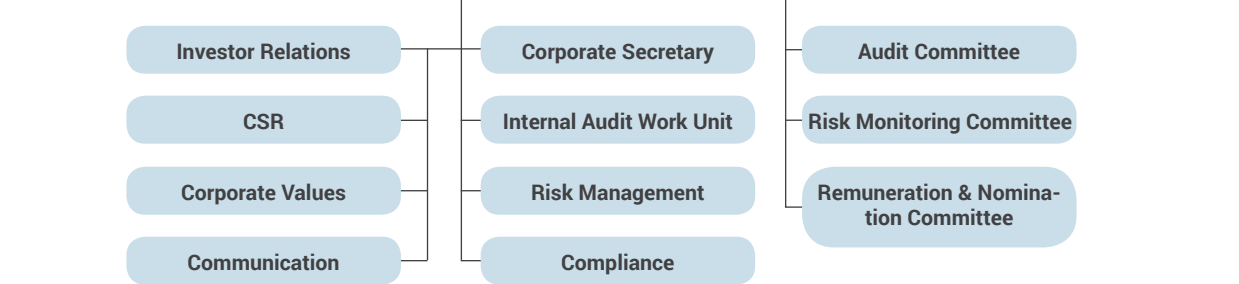 Investor Relations
Corporate Secretary
Audit Committee
CSR
Internal Audit Work Unit
Risk Monitoring Committee
Corporate Values
Risk Management
Remuneration & Nomina-
tion Committee
Communication
Compliance